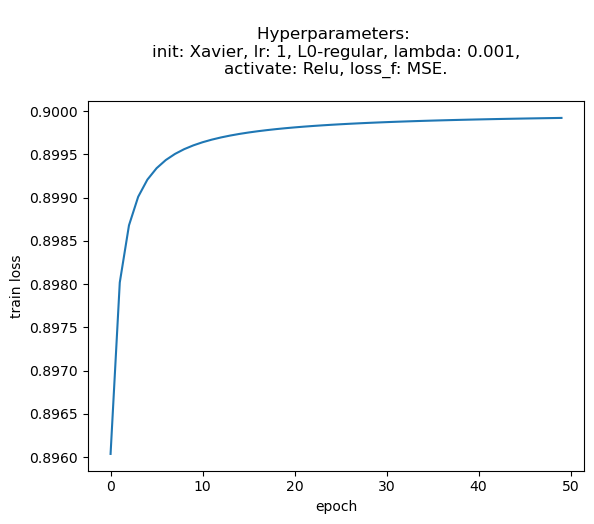 Hyperparameters:
init: Xavier, lr: 1, L0-regular, lambda: 0.001,
activate: Relu, loss_f: MSE.
0.9000
0.8995
0.8990
0.8985
0.8980
0.8975
0.8970
0.8965
0.8960
train loss
0 10 20 30 40 50
epoch